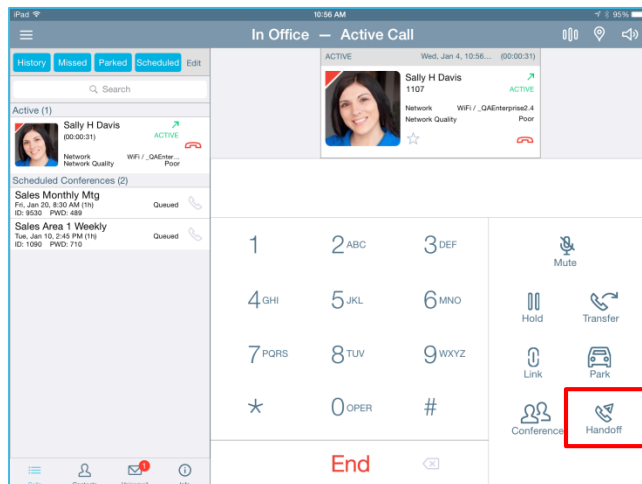 iPad 10:56 AM 95%
In Office — Active Call
History Missed Parked Scheduled Edit
Search
Active (1)
Sally H Davis
(00:00:31) ACTIVE
Network WiFi / _QAEnter...
Network Quality Poor
Scheduled Conferences (2)
Sales Monthly Mtg
Fri, Jan 20, 8:30 AM (1h) Queued
ID: 9530 PWD: 489
Sales Area 1 Weekly
Tue, Jan 10, 2:45 PM (1h) Queued
ID: 1090 PWD: 710
1
ACTIVE Wed, Jan 4, 10:56... (00:00:31)
Sally H Davis
1107 ACTIVE
Network WiFi / _QAEnterprise2.4
Network Quality Poor
1 2 ABC 3 DEF
4 GHI 5 JKL 6 MNO
7 PQRS 8 TUV 9 WXYZ
* 0 OPER #
End
Mute
Hold Transfer
Link Park
Conference Handoff